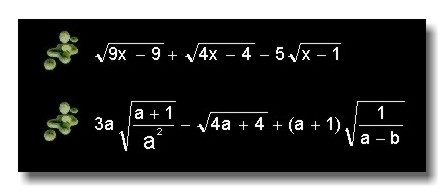 √(9x − 9) + √(4x − 4) − 5√(x − 1)
3a√((a + 1)/a²) − √(4a + 4) + (a + 1)√(1/(a − b))